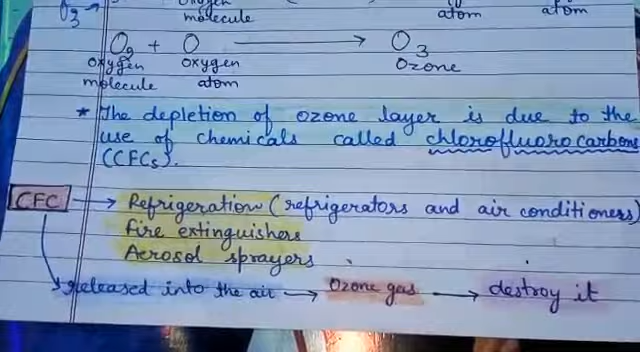 O3 →
molecule atom atom
O2 + O → O3
oxygen oxygen Ozone
molecule atom
* The depletion of ozone layer is due to the
use of chemicals called chlorofluorocarbons
(CFCs).
CFC → Refrigeration (refrigerators and air conditioners)
Fire extinguishers
Aerosol sprayers
released into the air → Ozone gas → destroy it